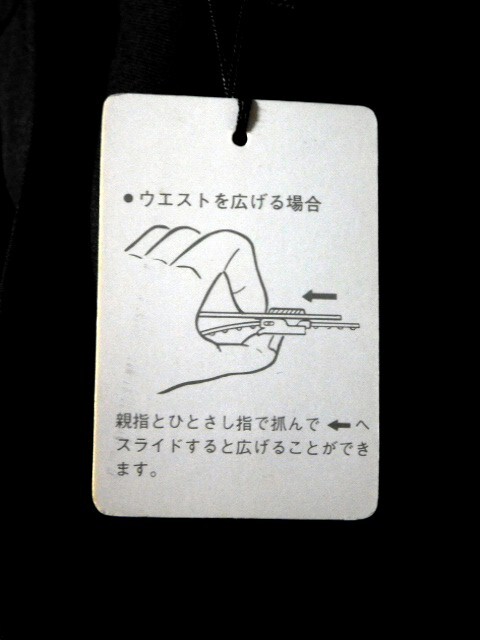 ●ウエストを広げる場合
親指とひとさし指で抓んで ← へ
スライドすると広げることができ
ます。